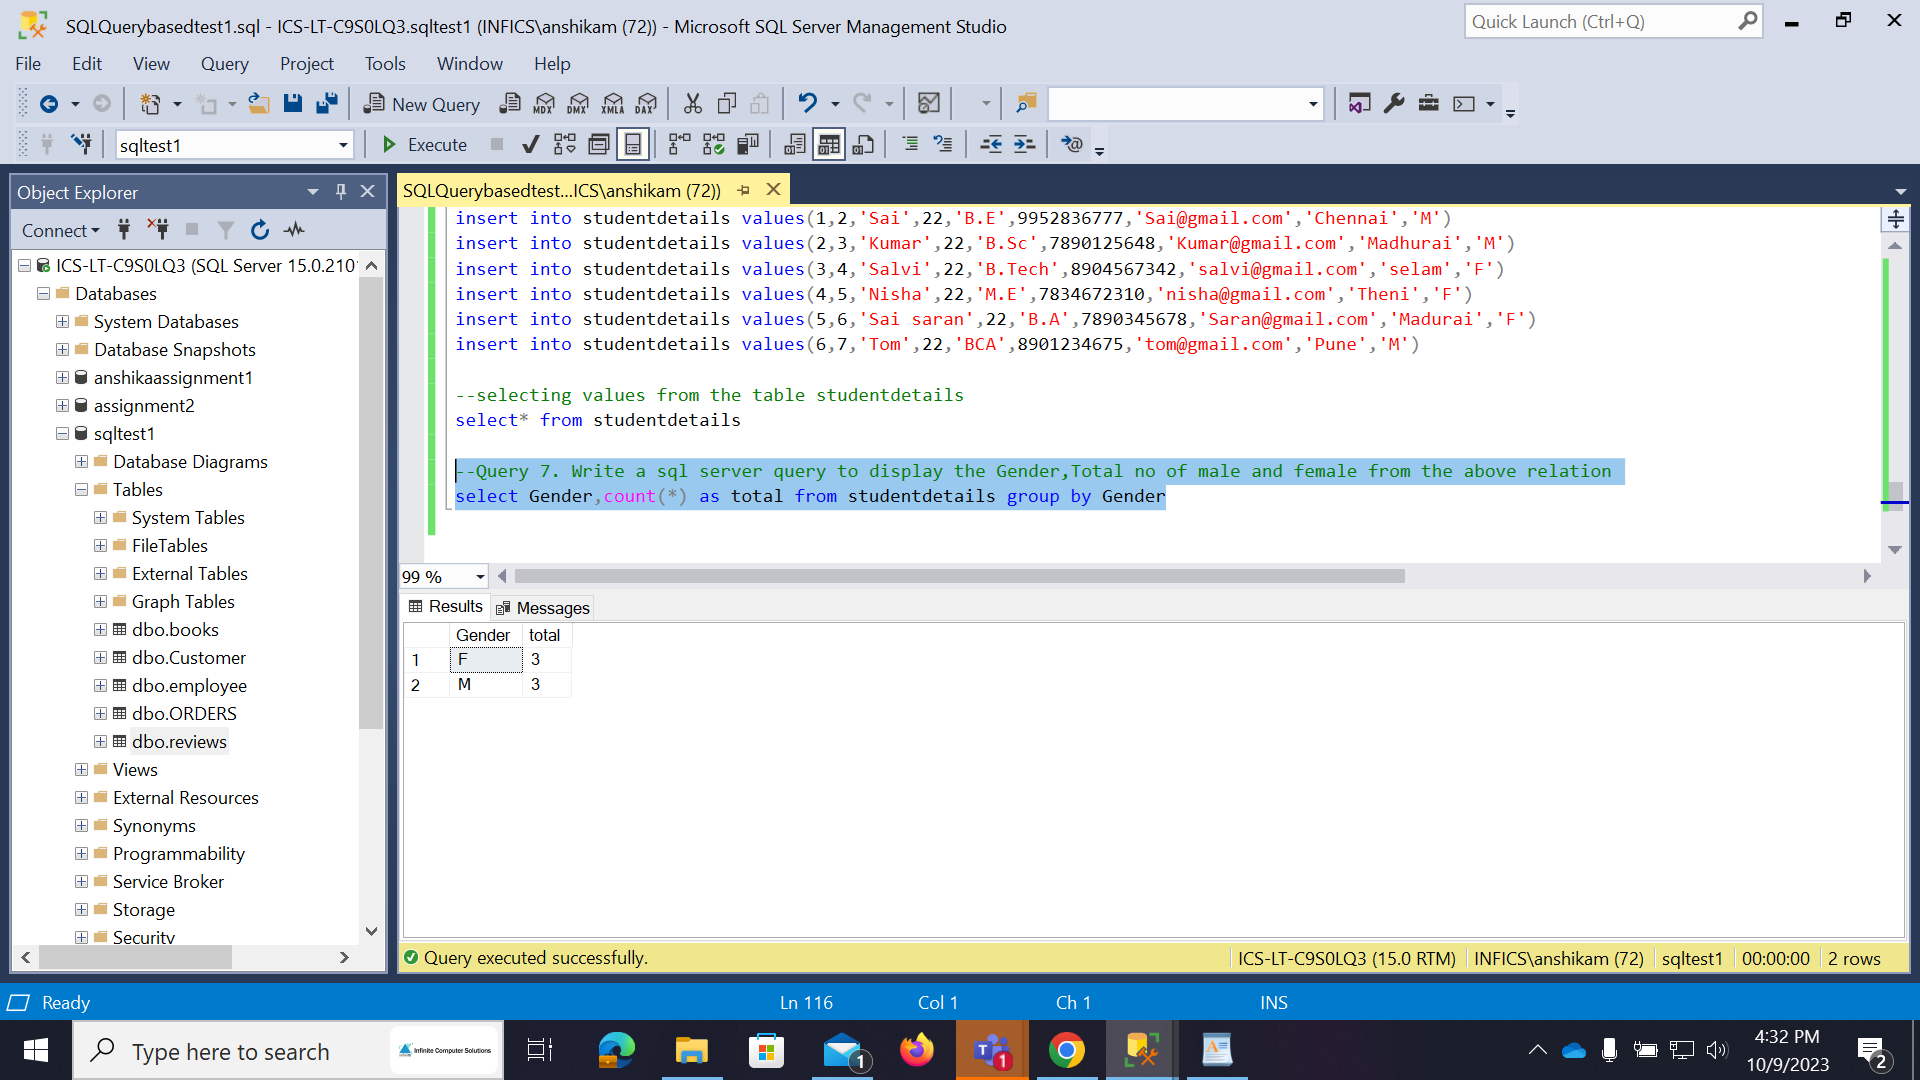 SQLQuerybasedtest1.sql - ICS-LT-C9S0LQ3.sqltest1 (INFICS\anshikam (72)) - Microsoft SQL Server Management Studio
Quick Launch (Ctrl+Q)
File Edit View Query Project Tools Window Help
New Query MDX DMX XMLA DAX
sqltest1 Execute
Object Explorer
Connect
ICS-LT-C9S0LQ3 (SQL Server 15.0.210
Databases
System Databases
Database Snapshots
anshikaassignment1
assignment2
sqltest1
Database Diagrams
Tables
System Tables
FileTables
External Tables
Graph Tables
dbo.books
dbo.Customer
dbo.employee
dbo.ORDERS
dbo.reviews
Views
External Resources
Synonyms
Programmability
Service Broker
Storage
Security
SQLQuerybasedtest...ICS\anshikam (72))
insert into studentdetails values(1,2,'Sai',22,'B.E',9952836777,'Sai@gmail.com','Chennai','M')
insert into studentdetails values(2,3,'Kumar',22,'B.Sc',7890125648,'Kumar@gmail.com','Madhurai','M')
insert into studentdetails values(3,4,'Salvi',22,'B.Tech',8904567342,'salvi@gmail.com','selam','F')
insert into studentdetails values(4,5,'Nisha',22,'M.E',7834672310,'nisha@gmail.com','Theni','F')
insert into studentdetails values(5,6,'Sai saran',22,'B.A',7890345678,'Saran@gmail.com','Madurai','F')
insert into studentdetails values(6,7,'Tom',22,'BCA',8901234675,'tom@gmail.com','Pune','M')
--selecting values from the table studentdetails
select* from studentdetails
--Query 7. Write a sql server query to display the Gender,Total no of male and female from the above relation
select Gender,count(*) as total from studentdetails group by Gender
99 %
Results Messages
Gender total
1 F 3
2 M 3
Query executed successfully. ICS-LT-C9S0LQ3 (15.0 RTM) INFICS\anshikam (72) sqltest1 00:00:00 2 rows
Ready Ln 116 Col 1 Ch 1 INS
Type here to search Infinite Computer Solutions 1 1 4:32 PM
10/9/2023 2